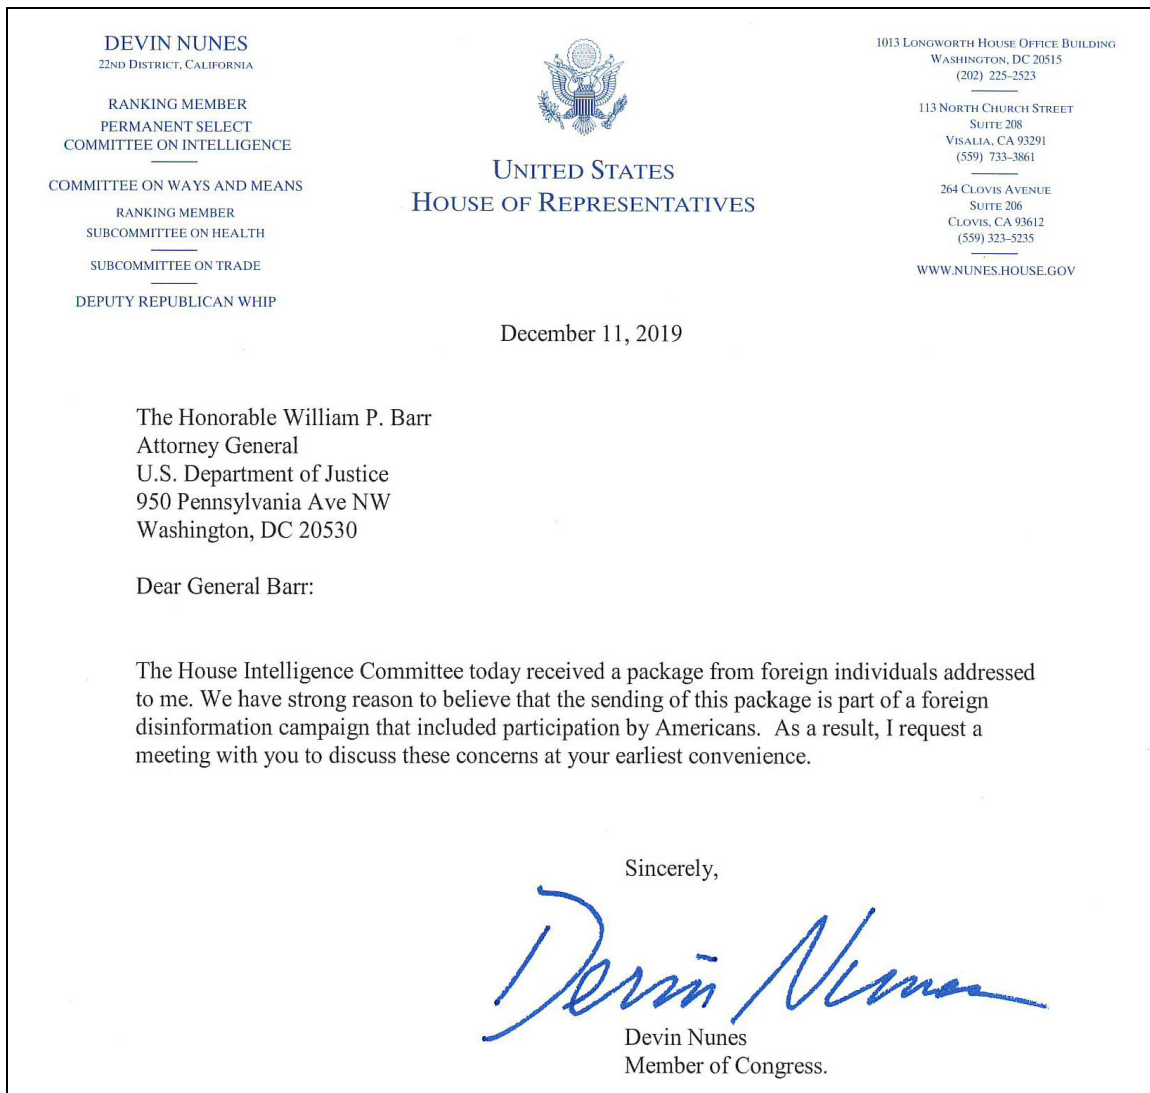 DEVIN NUNES
22ND DISTRICT, CALIFORNIA
RANKING MEMBER
PERMANENT SELECT
COMMITTEE ON INTELLIGENCE
COMMITTEE ON WAYS AND MEANS
RANKING MEMBER
SUBCOMMITTEE ON HEALTH
SUBCOMMITTEE ON TRADE
DEPUTY REPUBLICAN WHIP
UNITED STATES
HOUSE OF REPRESENTATIVES
1013 LONGWORTH HOUSE OFFICE BUILDING
WASHINGTON, DC 20515
(202) 225–2523
113 NORTH CHURCH STREET
SUITE 208
VISALIA, CA 93291
(559) 733–3861
264 CLOVIS AVENUE
SUITE 206
CLOVIS, CA 93612
(559) 323–5235
WWW.NUNES.HOUSE.GOV
December 11, 2019
The Honorable William P. Barr
Attorney General
U.S. Department of Justice
950 Pennsylvania Ave NW
Washington, DC 20530
Dear General Barr:
The House Intelligence Committee today received a package from foreign individuals addressed
to me. We have strong reason to believe that the sending of this package is part of a foreign
disinformation campaign that included participation by Americans.  As a result, I request a
meeting with you to discuss these concerns at your earliest convenience.
Sincerely,
Devin Nunes
Devin Nunes
Member of Congress.